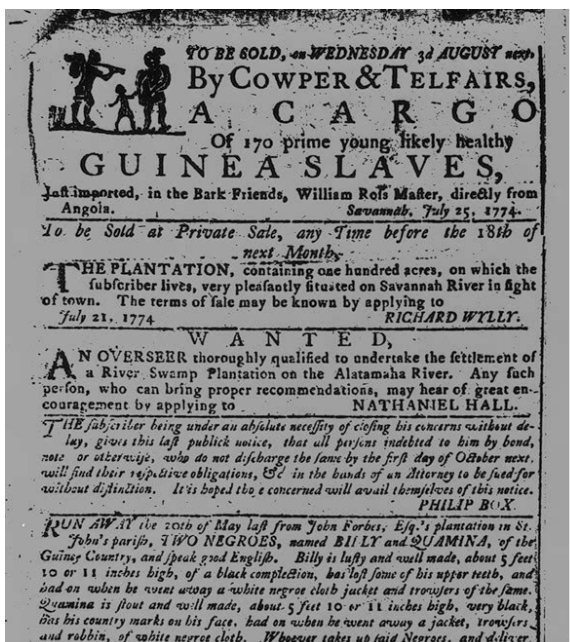 TO BE SOLD, on WEDNESDAY 3d AUGUST next,
By COWPER & TELFAIRS,
A CARGO
Of 170 prime young likely healthy
GUINEA SLAVES,
Just imported, in the Bark Friends, William Ross Master, directly from
Angola. Savannah, July 25, 1774.
To be Sold at Private Sale, any Time before the 18th of
next Month,
THE PLANTATION, containing one hundred acres, on which the
subscriber lives, very pleasantly situated on Savannah River in sight
of town. The terms of sale may be known by applying to
July 21, 1774 RICHARD WYLLY.
WANTED,
AN OVERSEER thoroughly qualified to undertake the settlement of
a River Swamp Plantation on the Alatamaha River. Any such
person, who can bring proper recommendations, may hear of great en-
couragement by applying to NATHANIEL HALL.
THE subscriber being under an absolute necessity of closing his concerns without de-
lay, gives this last publick notice, that all persons indebted to him by bond,
note or otherwise, who do not discharge the same by the first day of October next,
will find their respective obligations, &c in the hands of an Attorney to be sued for
without distinction. It is hoped the concerned will avail themselves of this notice.
PHILIP BOX.
RUN AWAY the 20th of May last from John Forbes, Esq.'s plantation in St.
John's parish, TWO NEGROES, named BILLY and QUAMINA, of the
Guiney Country, and speak good English. Billy is lusty and well made, about 5 feet
10 or 11 inches high, of a black complection, has lost some of his upper teeth, and
had on when he went away a white negroe cloth jacket and trowsers of the same.
Quamina is stout and well made, about 5 feet 10 or 11 inches high, very black,
has his country marks on his face, had on when he went away a jacket, trowsers,
and robbin, of white negroe cloth. Whoever takes up said Negroes, and deliver